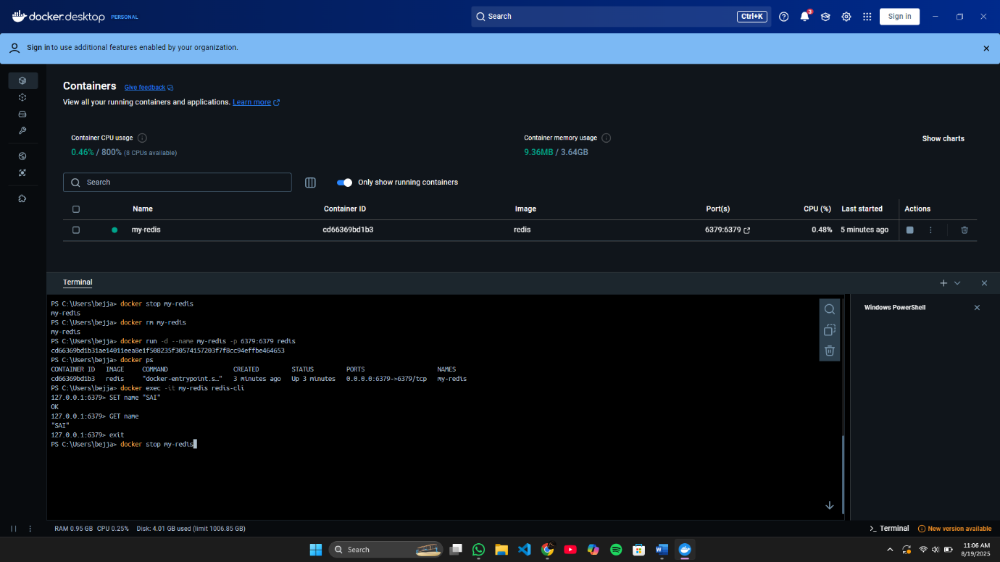 docker.desktop PERSONAL
Search Ctrl+K
3
Sign in
Sign in to use additional features enabled by your organization.
Containers Give feedback
View all your running containers and applications. Learn more
Container CPU usage
0.46% / 800% (8 CPUs available)
Container memory usage
9.36MB / 3.64GB
Show charts
Search
Only show running containers
Name Container ID Image Port(s) CPU (%) Last started Actions
my-redis cd66369bd1b3 redis 6379:6379 0.48% 5 minutes ago
Terminal
PS C:\Users\bejja> docker stop my-redis
my-redis
PS C:\Users\bejja> docker rm my-redis
my-redis
PS C:\Users\bejja> docker run -d --name my-redis -p 6379:6379 redis
cd66369bd1b31ae14011eea8e1f508235f30574157203f7f8cc94effbe464653
PS C:\Users\bejja> docker ps
CONTAINER ID IMAGE COMMAND CREATED STATUS PORTS NAMES
cd66369bd1b3 redis "docker-entrypoint.s…" 3 minutes ago Up 3 minutes 0.0.0.0:6379->6379/tcp my-redis
PS C:\Users\bejja> docker exec -it my-redis redis-cli
127.0.0.1:6379> SET name "SAI"
OK
127.0.0.1:6379> GET name
"SAI"
127.0.0.1:6379> exit
PS C:\Users\bejja> docker stop my-redis
Windows PowerShell
RAM 0.95 GB CPU 0.25% Disk: 4.01 GB used (limit 1006.85 GB)
>_ Terminal
New version available
Search
11:06 AM
8/19/2025